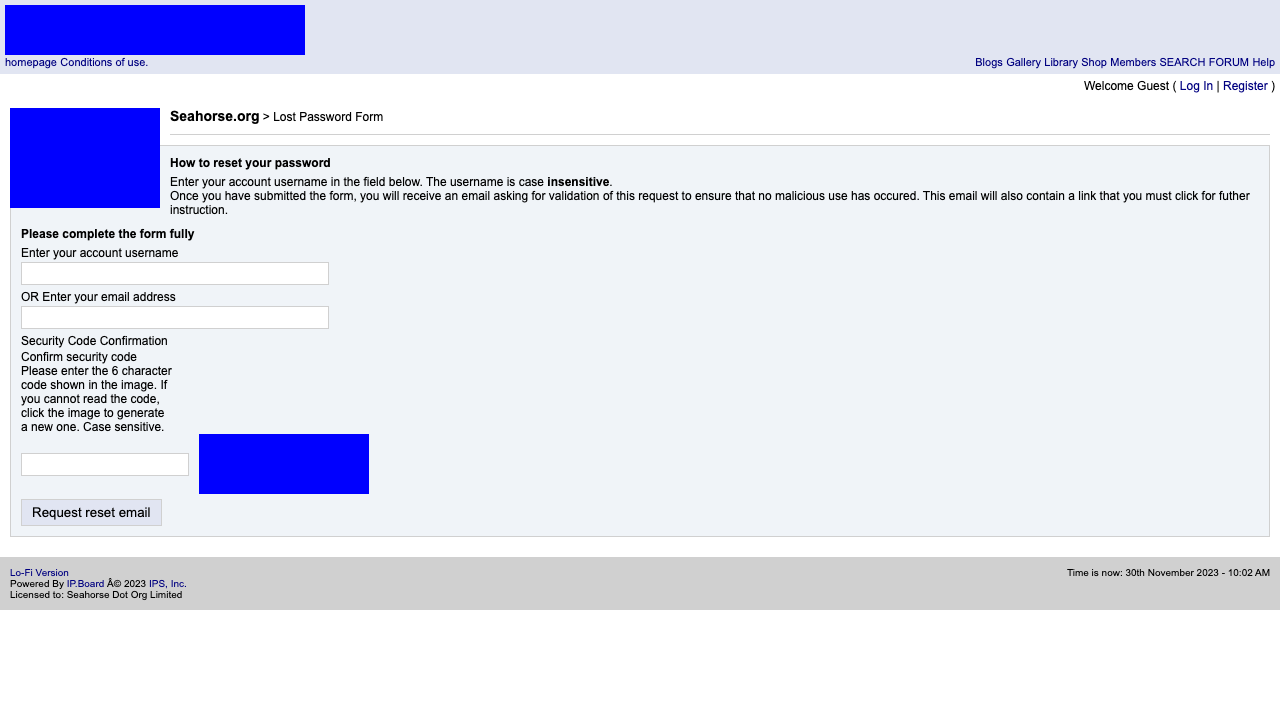 homepage Conditions of use.
Blogs Gallery Library Shop Members SEARCH FORUM Help
Welcome Guest ( Log In | Register )
Seahorse.org > Lost Password Form
How to reset your password
Enter your account username in the field below. The username is case insensitive.
Once you have submitted the form, you will receive an email asking for validation of this request to ensure that no malicious use has occured. This email will also contain a link that you must click for futher
instruction.
Please complete the form fully
Enter your account username
OR Enter your email address
Security Code Confirmation
Confirm security code
Please enter the 6 character
code shown in the image. If
you cannot read the code,
click the image to generate
a new one. Case sensitive.
Request reset email
Lo-Fi Version
Time is now: 30th November 2023 - 10:02 AM
Powered By IP.Board Â© 2023 IPS, Inc.
Licensed to: Seahorse Dot Org Limited